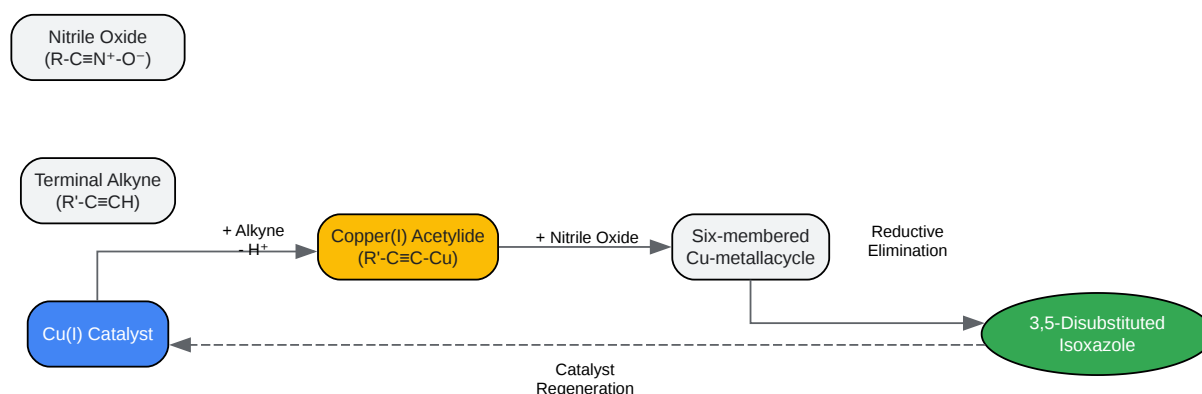 Nitrile Oxide
(R-C≡N⁺-O⁻)
Terminal Alkyne
(R'-C≡CH)
+ Alkyne
- H⁺
Copper(I) Acetylide
(R'-C≡C-Cu)
+ Nitrile Oxide
Six-membered
Cu-metallacycle
Reductive
Elimination
Cu(I) Catalyst
3,5-Disubstituted
Isoxazole
Catalyst
Regeneration